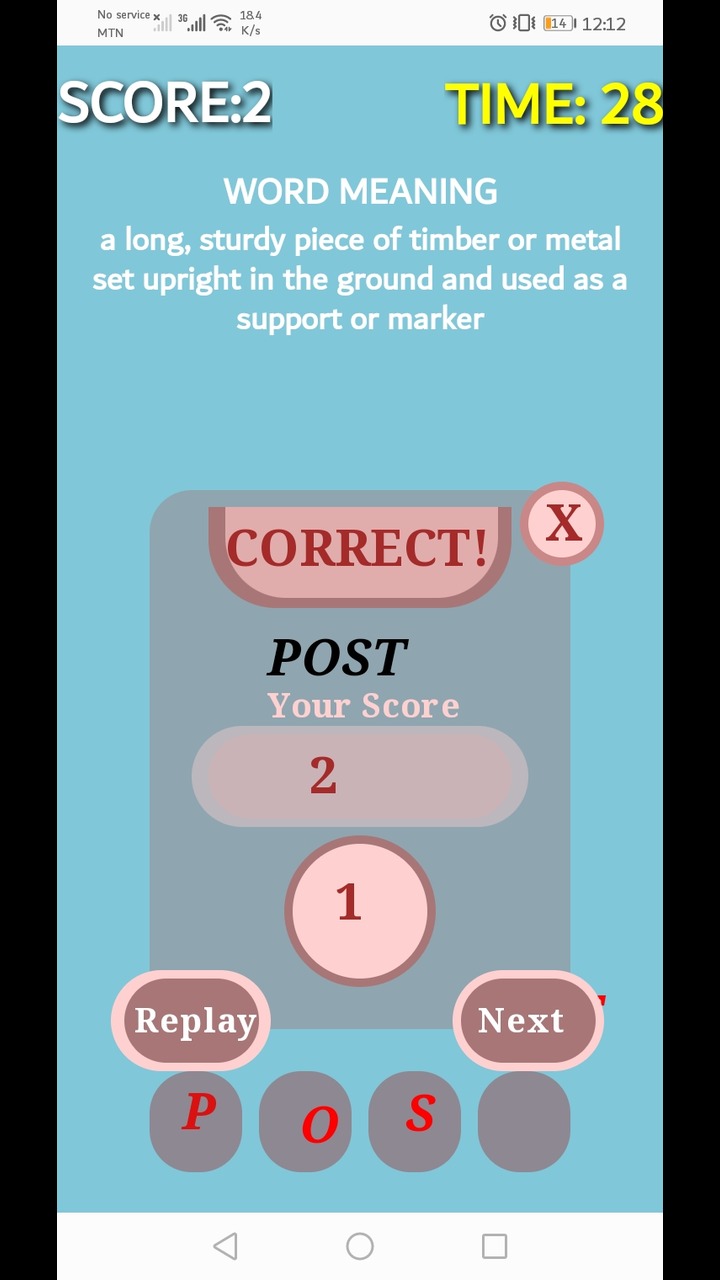 No service
MTN
3G
18.4
K/s
14
12:12
SCORE:2
TIME: 28
WORD MEANING
a long, sturdy piece of timber or metal
set upright in the ground and used as a
support or marker
CORRECT!
X
POST
Your Score
2
1
Replay
Next
P O S